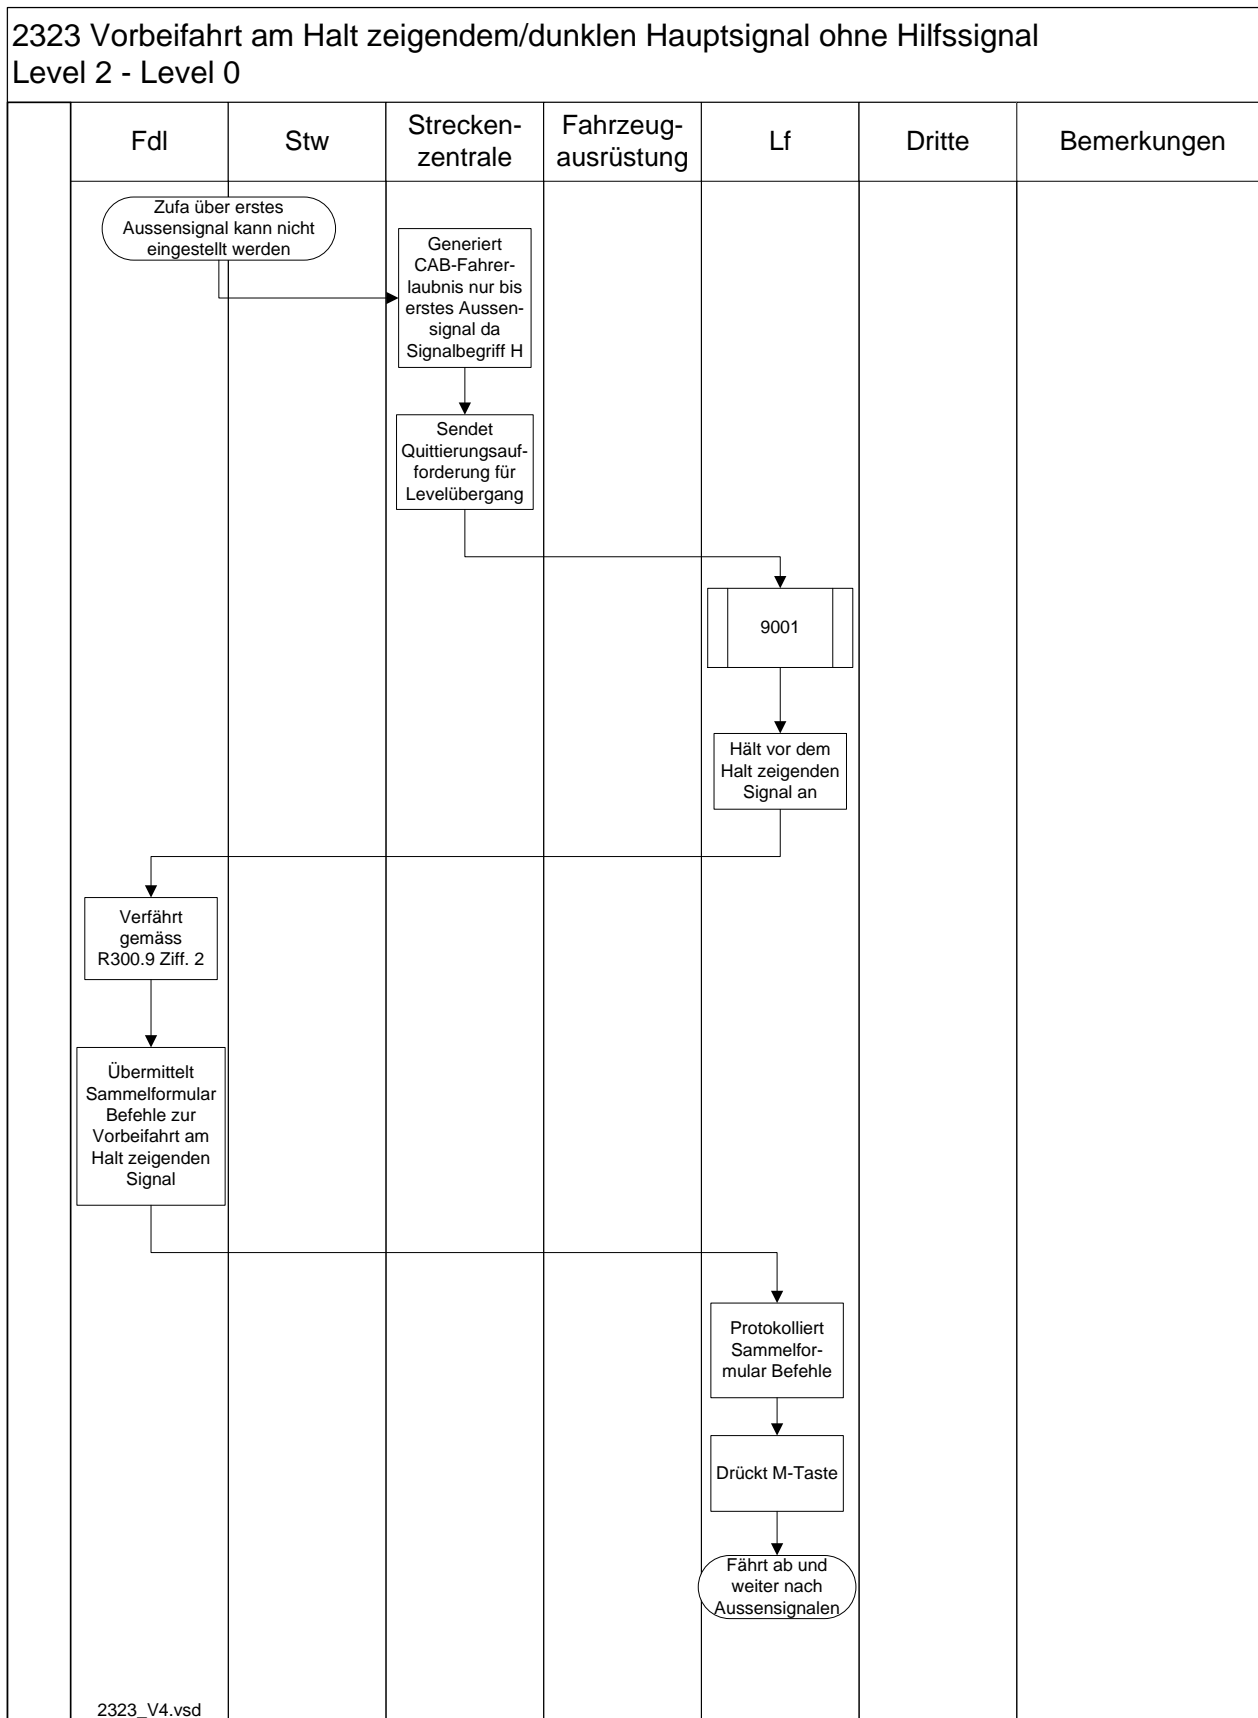 2323 Vorbeifahrt am Halt zeigendem/dunklen Hauptsignal ohne Hilfssignal
Level 2 - Level 0
Fdl
Stw
Strecken-
zentrale
Fahrzeug-
ausrüstung
Lf
Dritte
Bemerkungen
Zufa über erstes
Aussensignal kann nicht
eingestellt werden
Generiert
CAB-Fahrer-
laubnis nur bis
erstes Aussen-
signal da
Signalbegriff H
Sendet
Quittierungsauf-
forderung für
Levelübergang
9001
Hält vor dem
Halt zeigenden
Signal an
Verfährt
gemäss
R300.9 Ziff. 2
Übermittelt
Sammelformular
Befehle zur
Vorbeifahrt am
Halt zeigenden
Signal
Protokolliert
Sammelfor-
mular Befehle
Drückt M-Taste
Fährt ab und
weiter nach
Aussensignalen
2323_V4.vsd